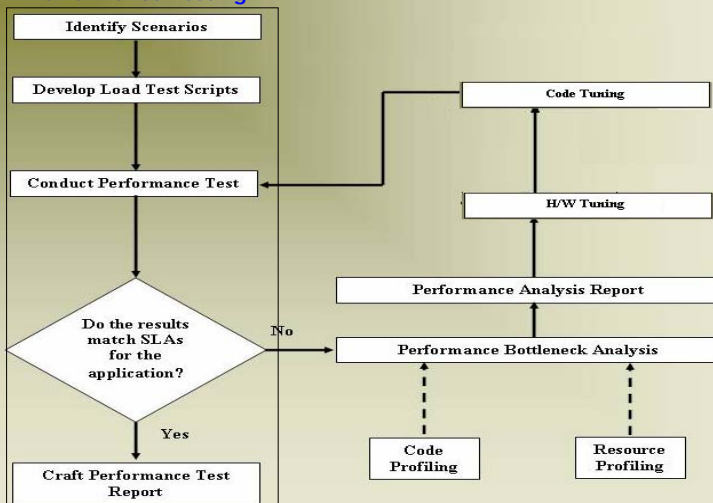 Identify Scenarios
Develop Load Test Scripts
Code Tuning
Conduct Performance Test
H/W Tuning
Performance Analysis Report
Do the results
match SLAs
for the
application?
No
Performance Bottleneck Analysis
Yes
Code
Profiling
Resource
Profiling
Craft Performance Test
Report